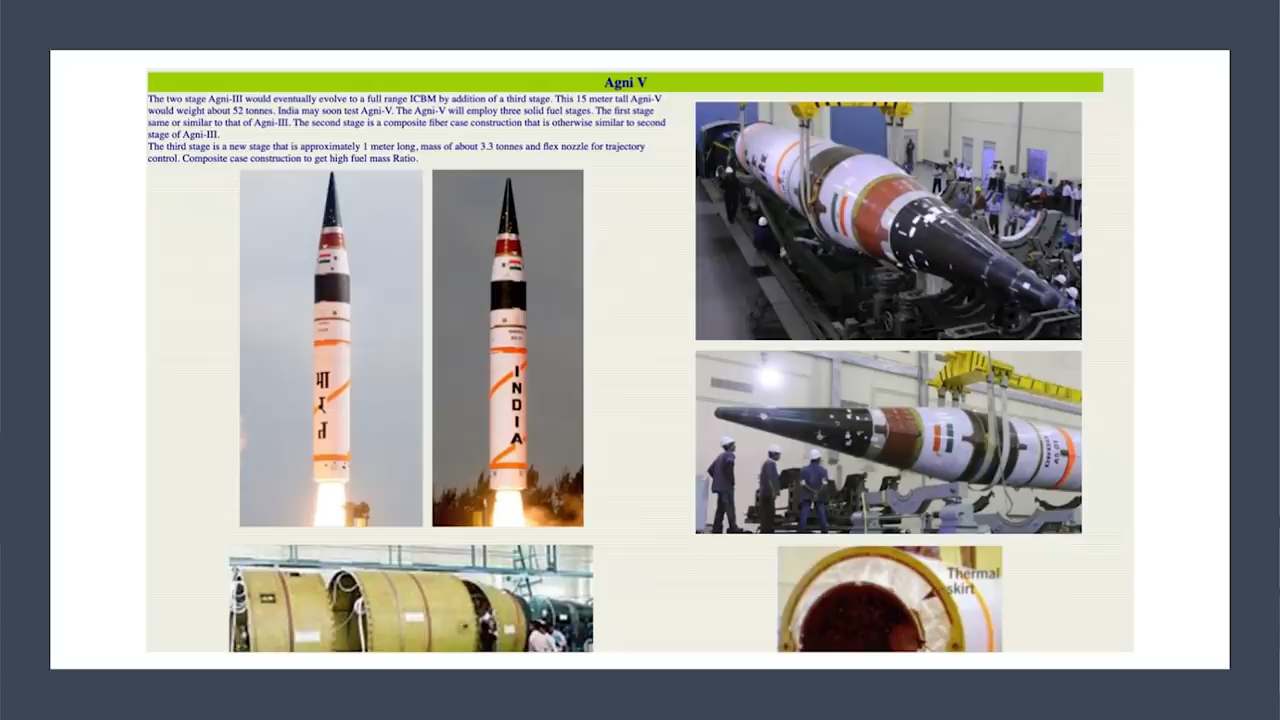 Agni V
The two stage Agni-III would eventually evolve to a full range ICBM by addition of a third stage. This 15 meter tall Agni-V
would weight about 52 tonnes. India may soon test Agni-V. The Agni-V will employ three solid fuel stages. The first stage
same or similar to that of Agni-III. The second stage is a composite fiber case construction that is otherwise similar to second
stage of Agni-III.
The third stage is a new stage that is approximately 1 meter long, mass of about 3.3 tonnes and flex nozzle for trajectory
control. Composite case construction to get high fuel mass Ratio.
भारत
INDIA
Thermal
skirt